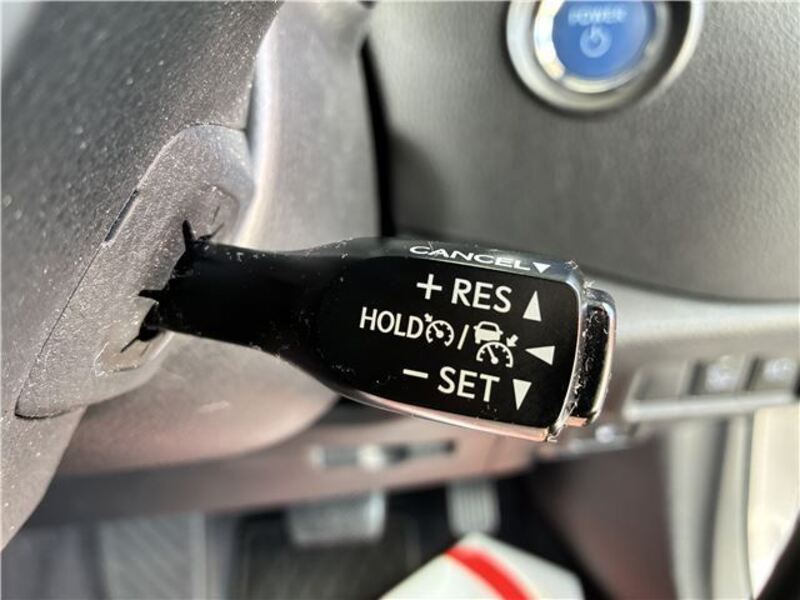 POWER
CANCEL▼
+ RES ▲
HOLD / ◀
− SET ▼